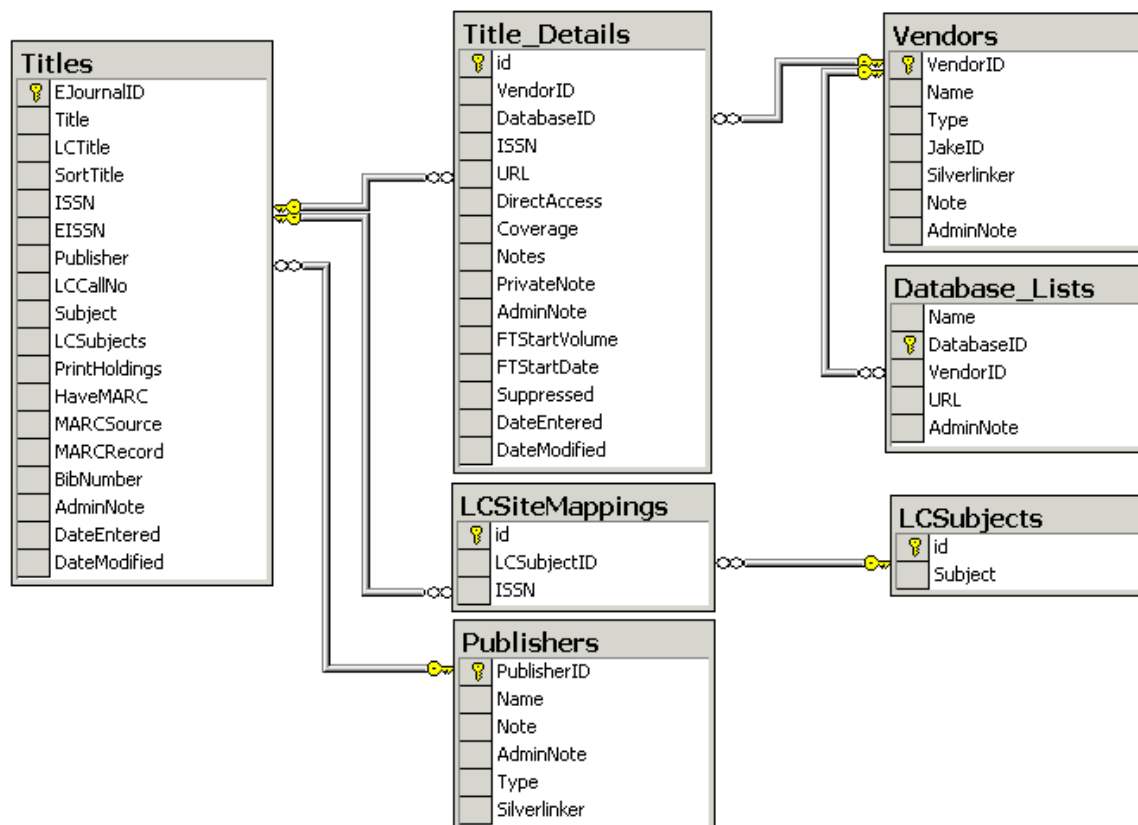 Titles
EJournalID
Title
LCTitle
SortTitle
ISSN
EISSN
Publisher
LCCallNo
Subject
LCSubjects
PrintHoldings
HaveMARC
MARCSource
MARCRecord
BibNumber
AdminNote
DateEntered
DateModified
Title_Details
id
VendorID
DatabaseID
ISSN
URL
DirectAccess
Coverage
Notes
PrivateNote
AdminNote
FTStartVolume
FTStartDate
Suppressed
DateEntered
DateModified
LCSiteMappings
id
LCSubjectID
ISSN
Publishers
PublisherID
Name
Note
AdminNote
Type
Silverlinker
Vendors
VendorID
Name
Type
JakeID
Silverlinker
Note
AdminNote
Database_Lists
Name
DatabaseID
VendorID
URL
AdminNote
LCSubjects
id
Subject